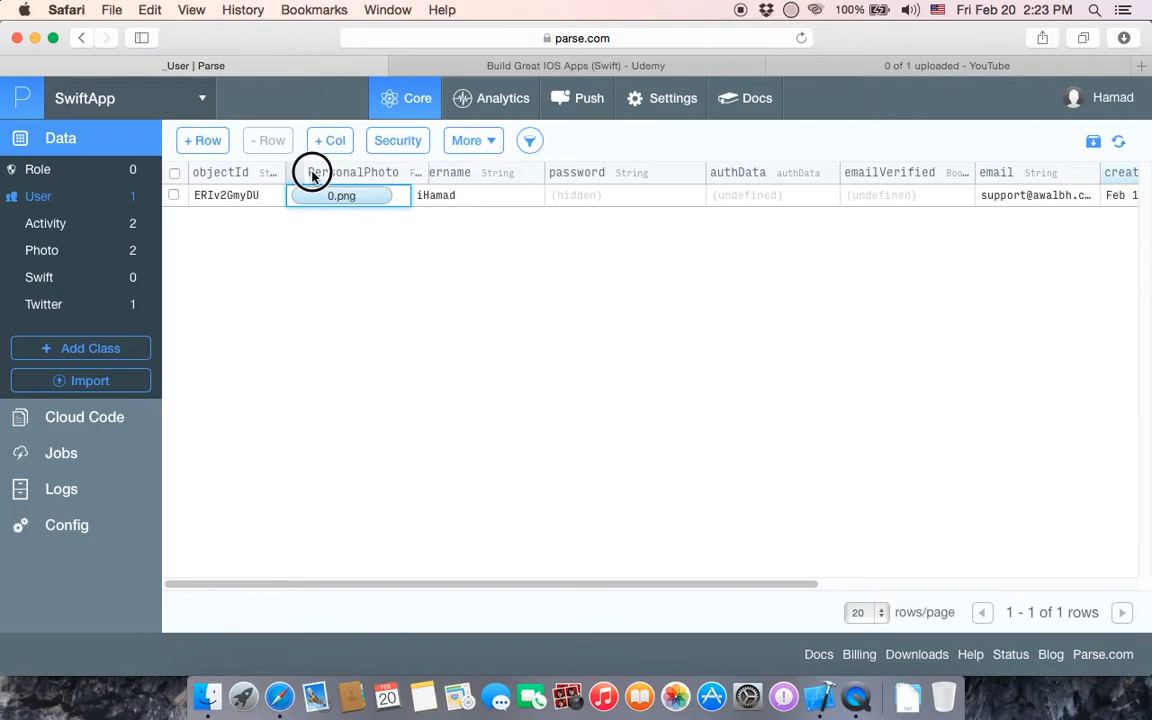 Safari File Edit View History Bookmarks Window Help 100% Fri Feb 20 2:23 PM
parse.com
_User | Parse Build Great IOS Apps (Swift) - Udemy 0 of 1 uploaded - YouTube +
P SwiftApp Core Analytics Push Settings Docs Hamad
Data + Row - Row + Col Security More
Role 0
User 1
Activity 2
Photo 2
Swift 0
Twitter 1
+ Add Class
Import
Cloud Code
Jobs
Logs
Config
objectId St... PersonalPhoto F... ername String password String authData authData emailVerified Boo... email String creat
ERIv2GmyDU 0.png iHamad (hidden) (undefined) (undefined) support@awalbh.c... Feb 1
20 rows/page 1 - 1 of 1 rows
Docs Billing Downloads Help Status Blog Parse.com
FEB
20